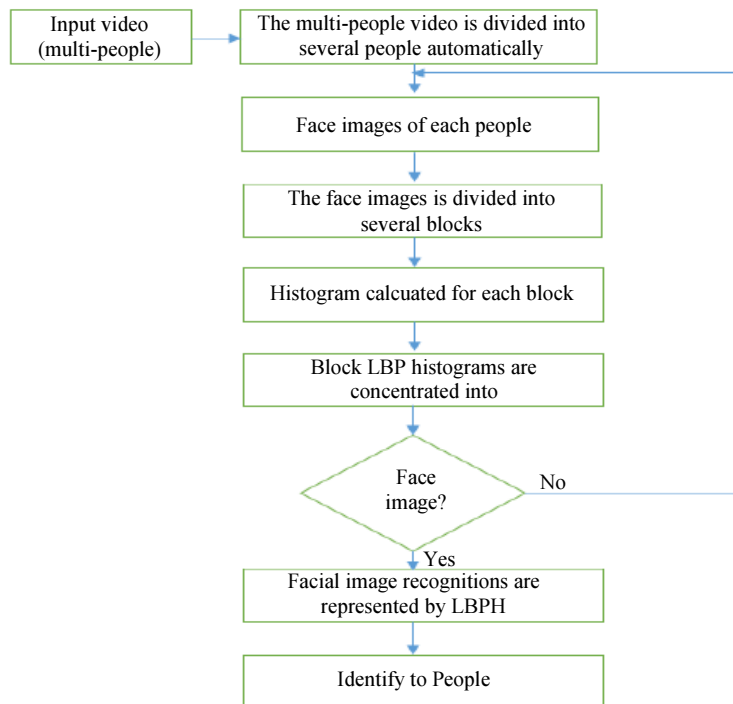 Input video
(multi-people)
The multi-people video is divided into
several people automatically
Face images of each people
The face images is divided into
several blocks
Histogram calcuated for each block
Block LBP histograms are
concentrated into
Face
image?
No
Yes
Facial image recognitions are
represented by LBPH
Identify to People